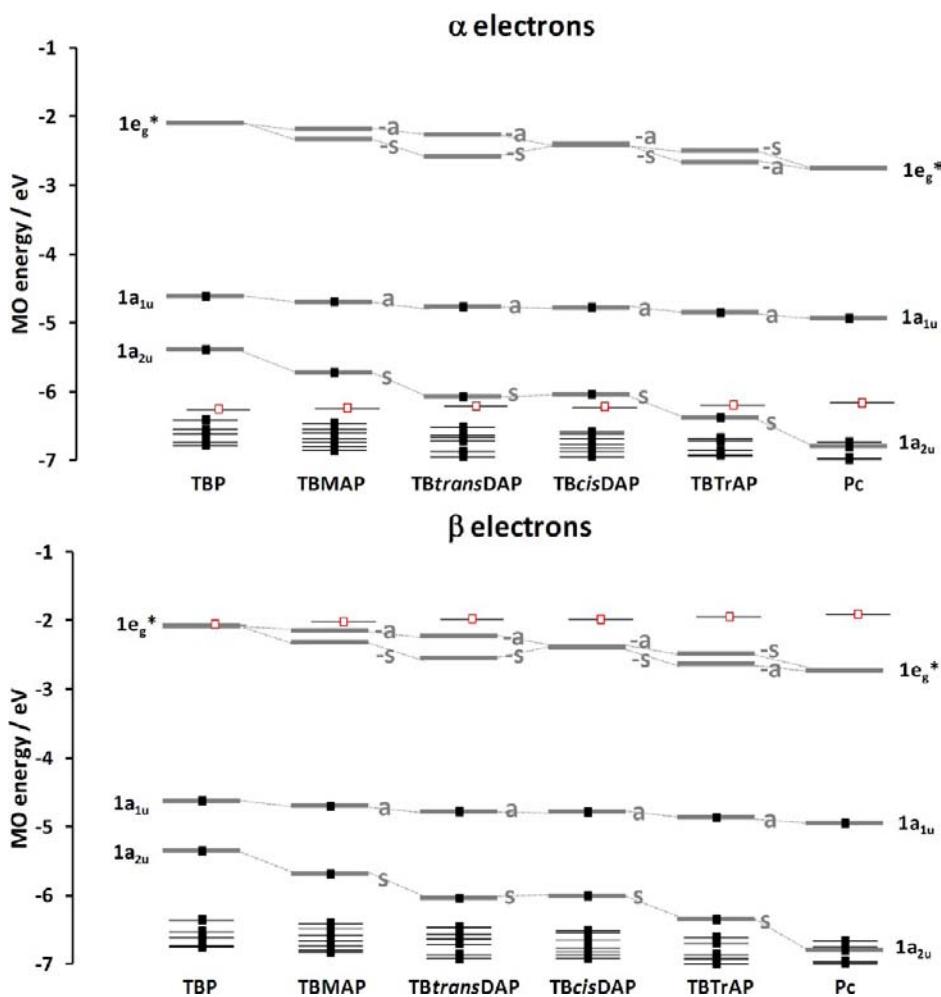 α electrons
MO energy / eV
-1
-2
-3
-4
-5
-6
-7
1eg*
-a
-s
-a
-s
-a
-s
-s
-a
1eg*
1a1u
a
a
a
a
1a1u
1a2u
s
s
s
s
1a2u
TBP
TBMAP
TBtransDAP
TBcisDAP
TBTrAP
Pc
β electrons
MO energy / eV
-1
-2
-3
-4
-5
-6
-7
1eg*
-a
-s
-a
-s
-a
-s
-s
-a
1eg*
1a1u
a
a
a
a
1a1u
1a2u
s
s
s
s
1a2u
TBP
TBMAP
TBtransDAP
TBcisDAP
TBTrAP
Pc